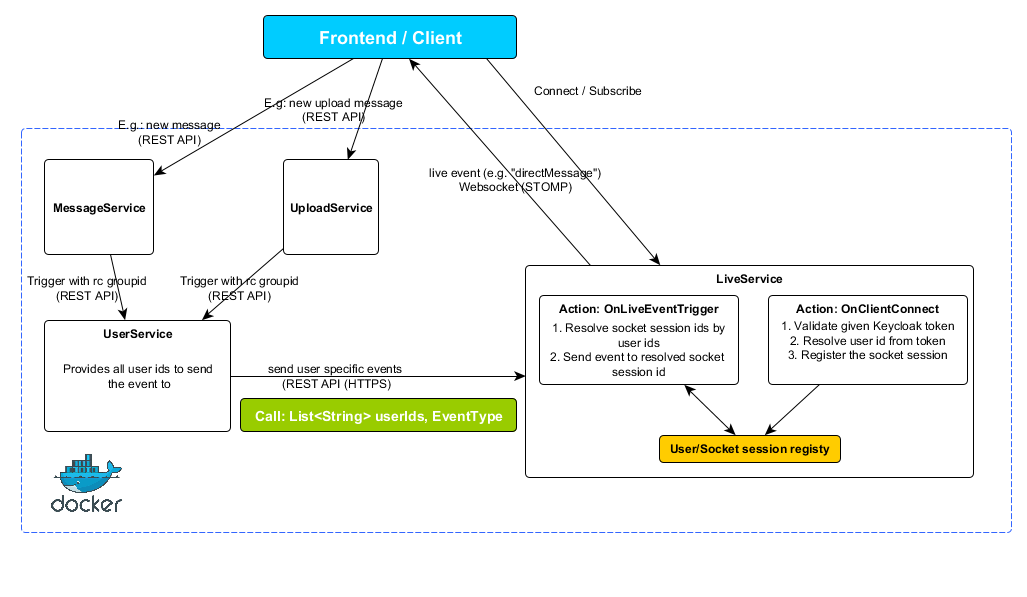 Frontend / Client
Connect / Subscribe
E.g: new upload message
(REST API)
E.g.: new message
(REST API)
live event (e.g. "directMessage")
Websocket (STOMP)
MessageService
UploadService
Trigger with rc groupid
(REST API)
Trigger with rc groupid
(REST API)
UserService
Provides all user ids to send
the event to
send user specific events
(REST API (HTTPS)
Call: List<String> userIds, EventType
LiveService
Action: OnLiveEventTrigger
1. Resolve socket session ids by
user ids
2. Send event to resolved socket
session id
Action: OnClientConnect
1. Validate given Keycloak token
2. Resolve user id from token
3. Register the socket session
User/Socket session registy
docker